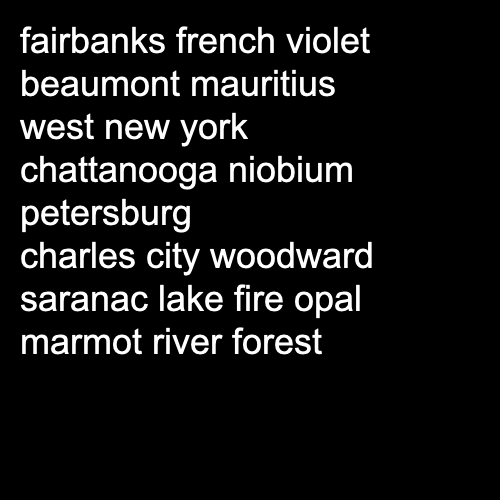 fairbanks french violet
beaumont mauritius
west new york
chattanooga niobium
petersburg
charles city woodward
saranac lake fire opal
marmot river forest